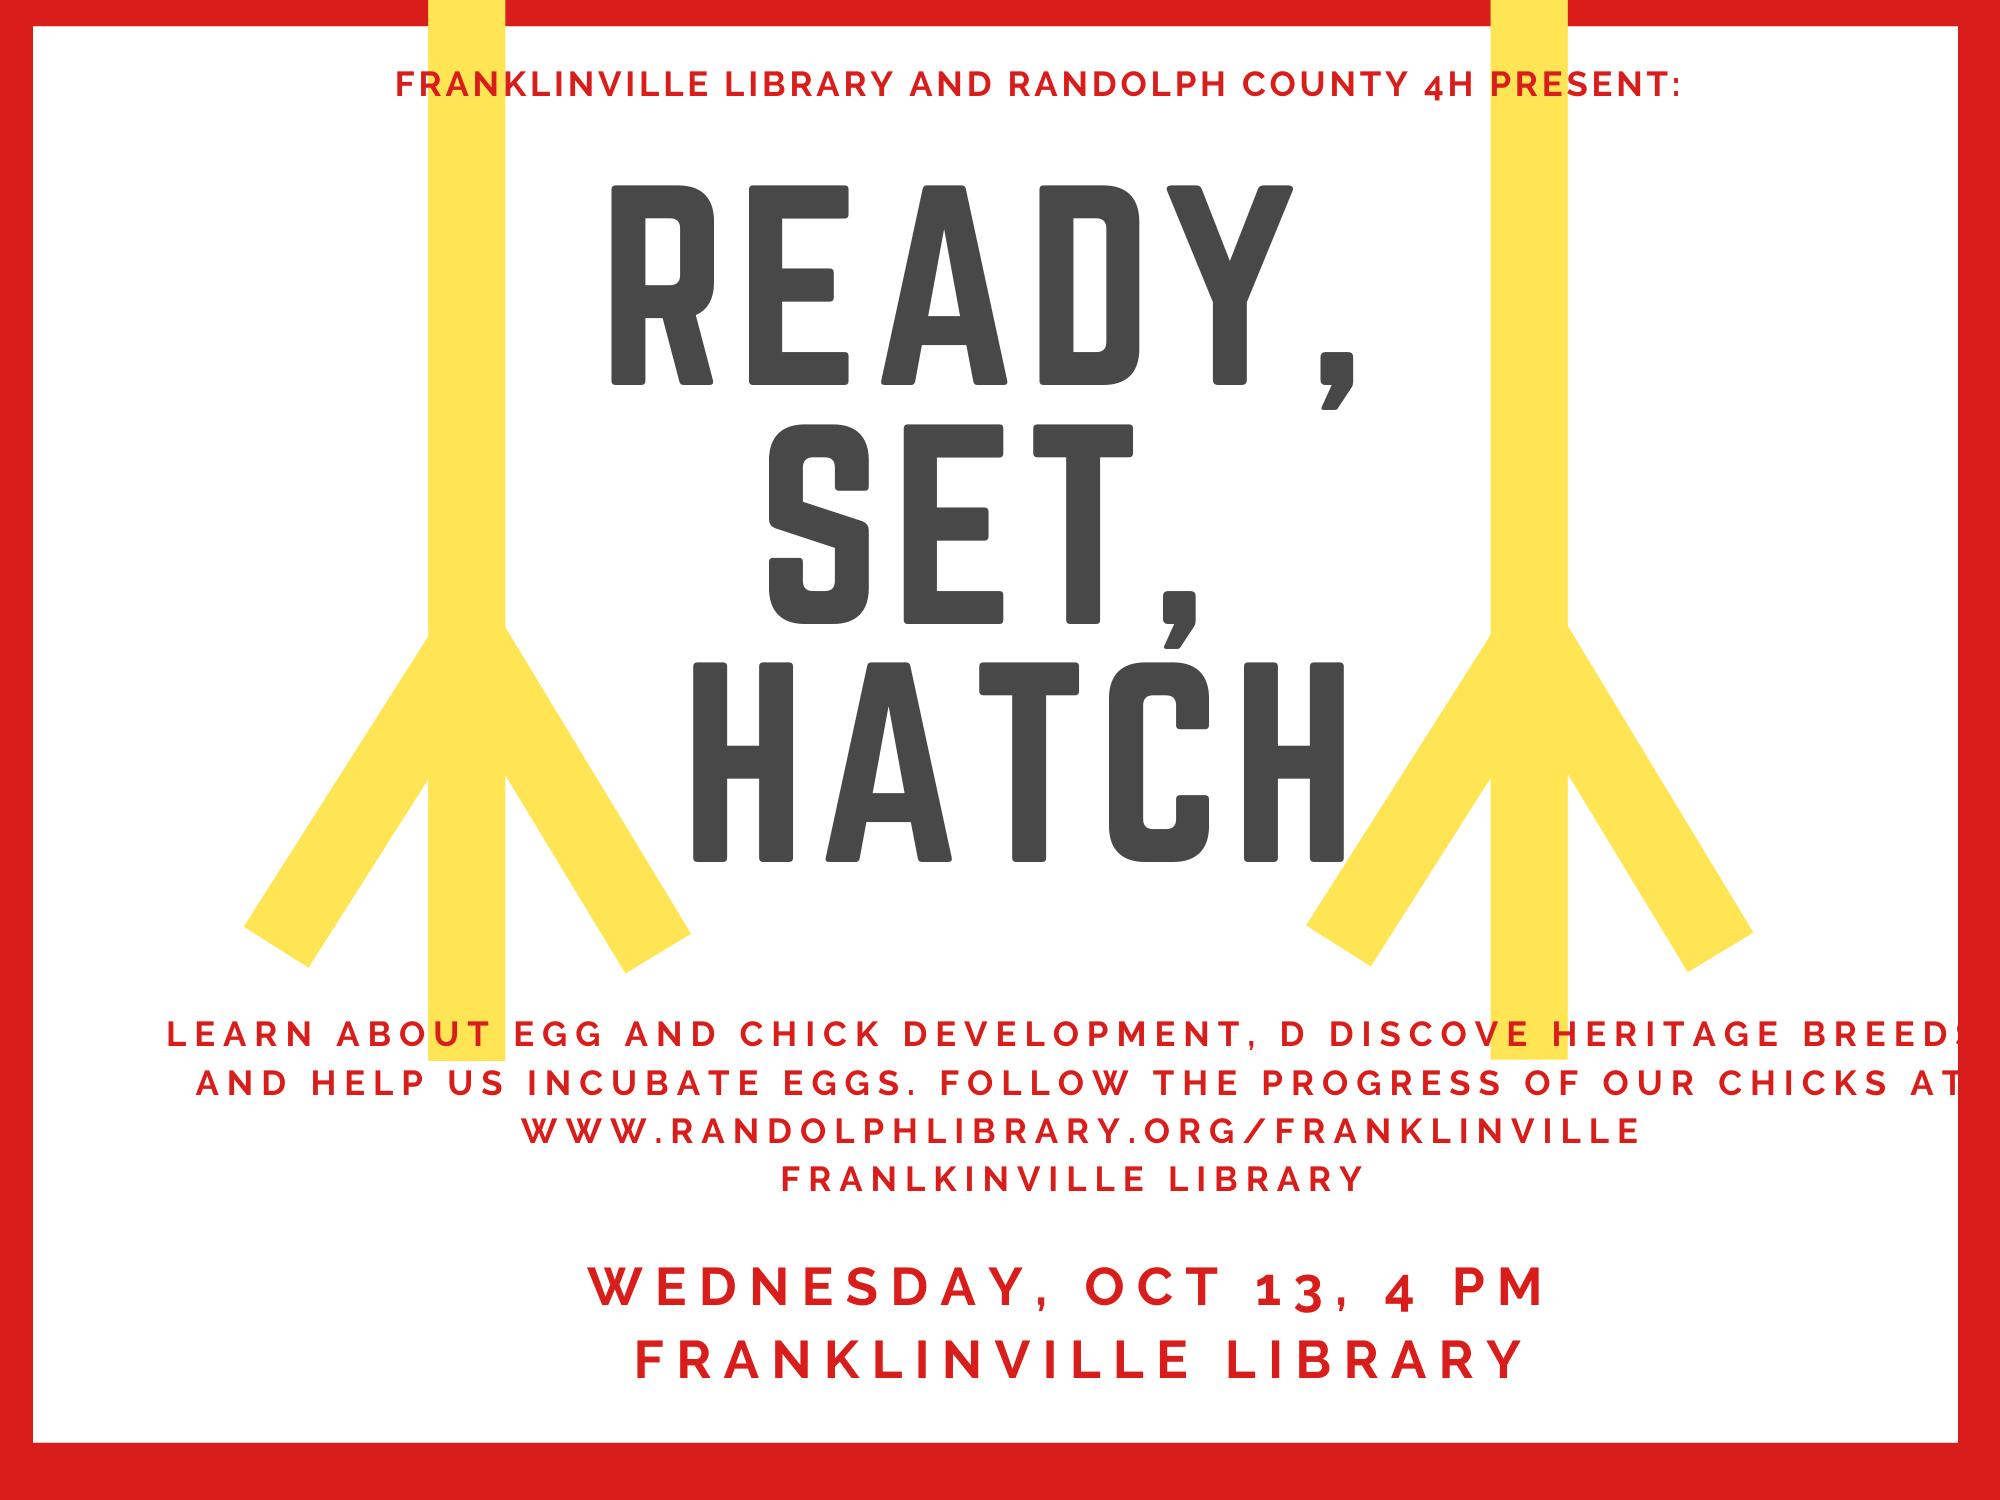 FRANKLINVILLE LIBRARY AND RANDOLPH COUNTY 4H PRESENT:
READY,
SET,
HATCH
LEARN ABOUT EGG AND CHICK DEVELOPMENT, D DISCOVE HERITAGE BREEDS
AND HELP US INCUBATE EGGS. FOLLOW THE PROGRESS OF OUR CHICKS AT
WWW.RANDOLPHLIBRARY.ORG/FRANKLINVILLE
FRANLKINVILLE LIBRARY
WEDNESDAY, OCT 13, 4 PM
FRANKLINVILLE LIBRARY